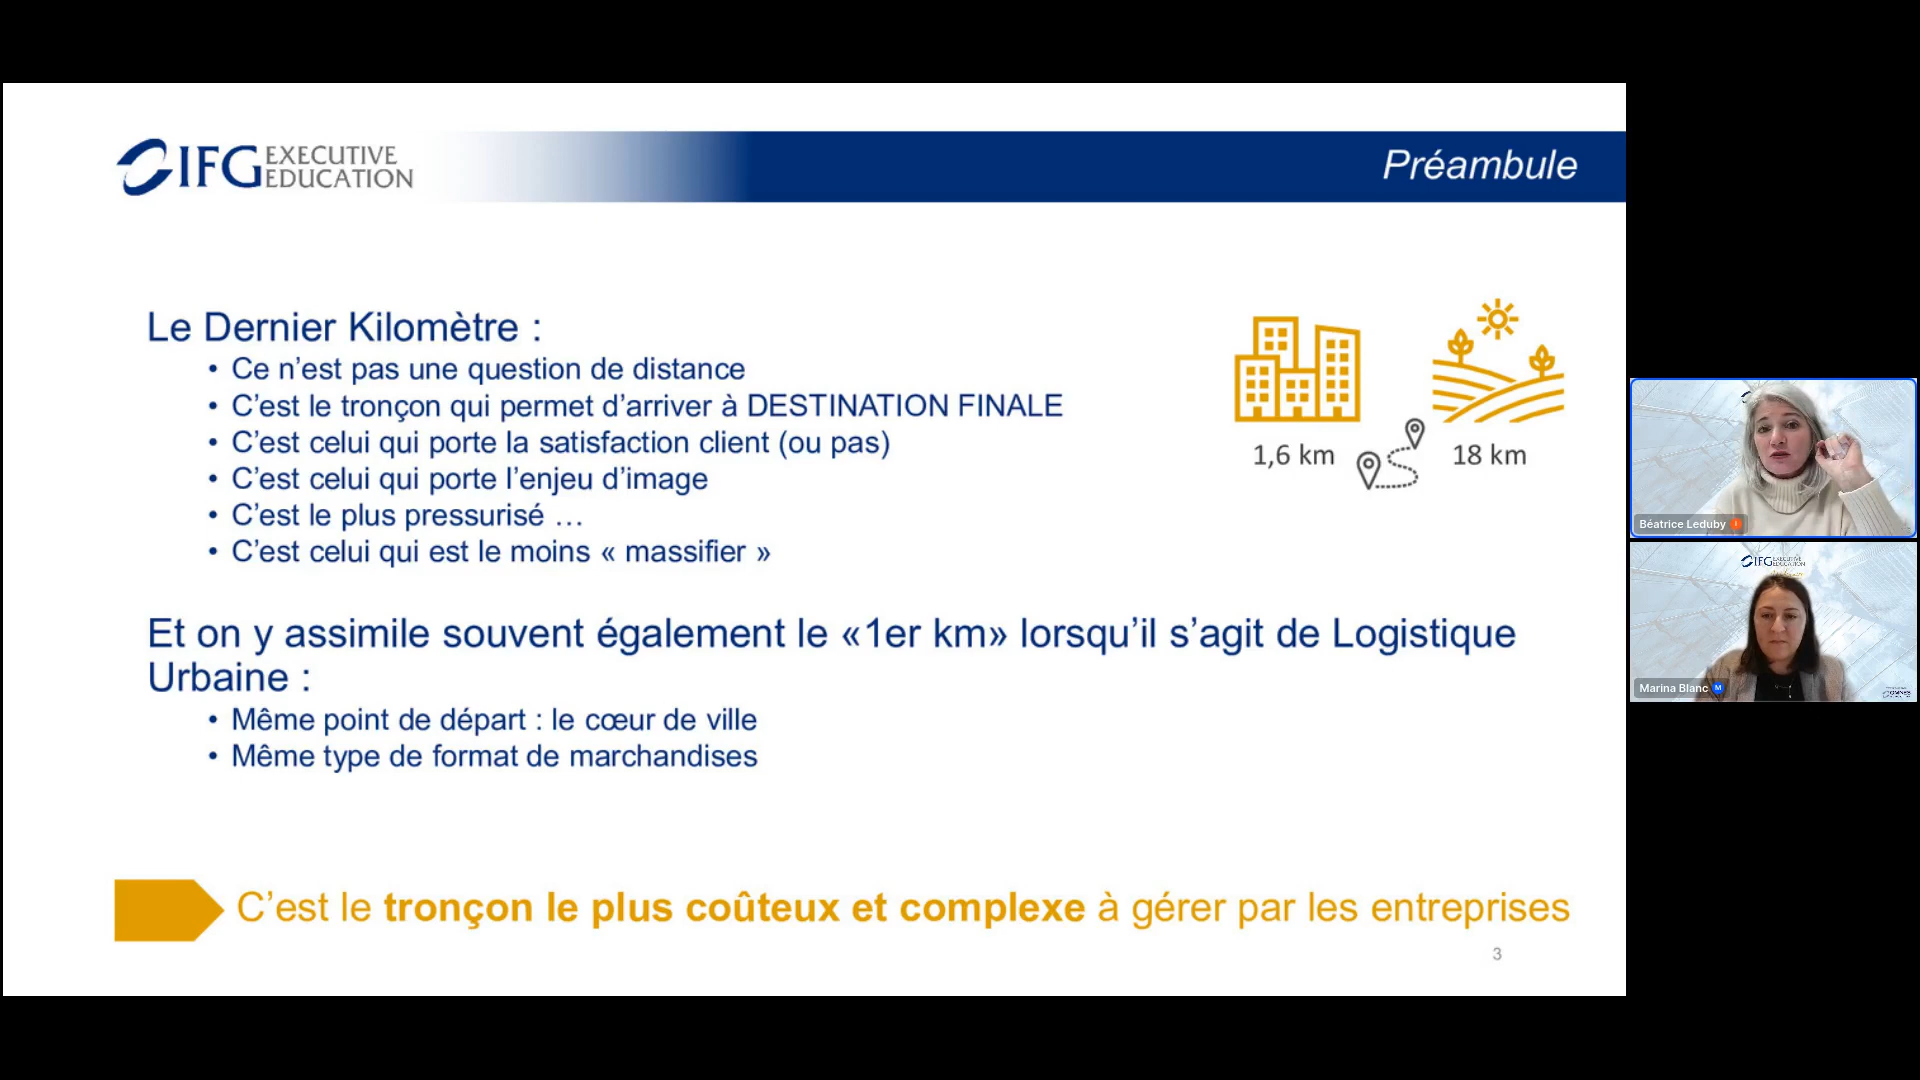 IFG EXECUTIVE
EDUCATION
Préambule
Le Dernier Kilomètre :
• Ce n’est pas une question de distance
• C’est le tronçon qui permet d’arriver à DESTINATION FINALE
• C’est celui qui porte la satisfaction client (ou pas)
• C’est celui qui porte l’enjeu d’image
• C’est le plus pressurisé …
• C’est celui qui est le moins « massifier »
1,6 km
18 km
Et on y assimile souvent également le «1er km» lorsqu’il s’agit de Logistique
Urbaine :
• Même point de départ : le cœur de ville
• Même type de format de marchandises
C’est le tronçon le plus coûteux et complexe à gérer par les entreprises
3
Béatrice Leduby
IFG EXECUTIVE
EDUCATION
Marina Blanc M